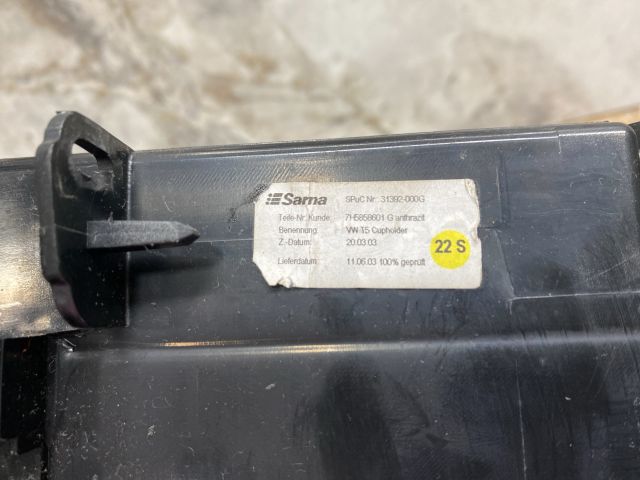 Sarna SPuC Nr.: 31392-000G
Teile-Nr. Kunde: 7H5858601 G anthrazit
Benennung: VW T5 Cupholder
Z.-Datum: 20.03.03
22 S
Lieferdatum: 11.06.03 100% geprüft